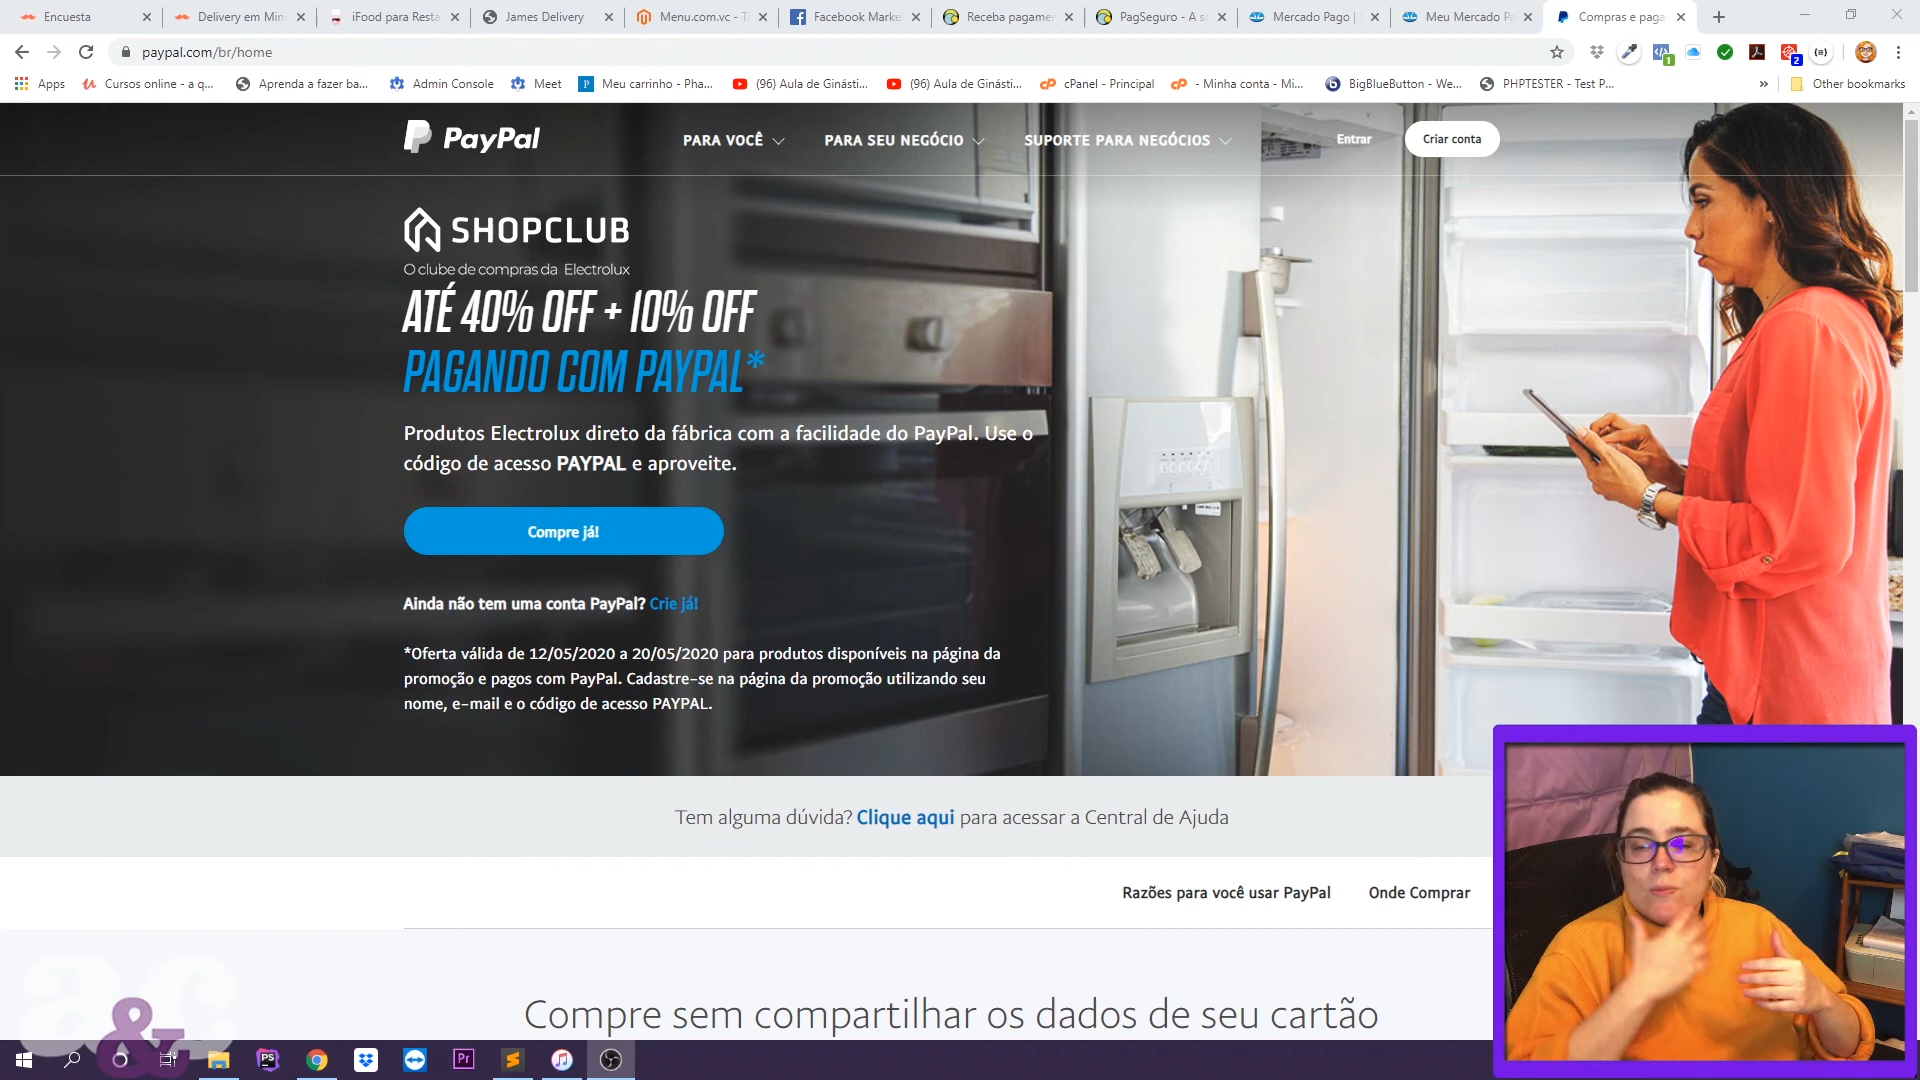 Encuesta
Delivery em Minu
iFood para Resta
James Delivery
Menu.com.vc - T
Facebook Marke
Receba pagamen
PagSeguro - A so
Mercado Pago |
Meu Mercado Pa
Compras e paga
paypal.com/br/home
1
2
Apps
Cursos online - a q...
Aprenda a fazer ba...
Admin Console
Meet
Meu carrinho - Pha...
(96) Aula de Ginásti...
(96) Aula de Ginásti...
cPanel - Principal
- Minha conta - Mi...
BigBlueButton - We...
PHPTESTER - Test P...
»
Other bookmarks
PayPal
PARA VOCÊ
PARA SEU NEGÓCIO
SUPORTE PARA NEGÓCIOS
Entrar
Criar conta
SHOPCLUB
O clube de compras da Electrolux
ATÉ 40% OFF + 10% OFF
PAGANDO COM PAYPAL*
Produtos Electrolux direto da fábrica com a facilidade do PayPal. Use o
código de acesso PAYPAL e aproveite.
Compre já!
Ainda não tem uma conta PayPal? Crie já!
*Oferta válida de 12/05/2020 a 20/05/2020 para produtos disponíveis na página da
promoção e pagos com PayPal. Cadastre-se na página da promoção utilizando seu
nome, e-mail e o código de acesso PAYPAL.
Tem alguma dúvida? Clique aqui para acessar a Central de Ajuda
Razões para você usar PayPal
Onde Comprar
Compre sem compartilhar os dados de seu cartão
a&c
PS
Pr